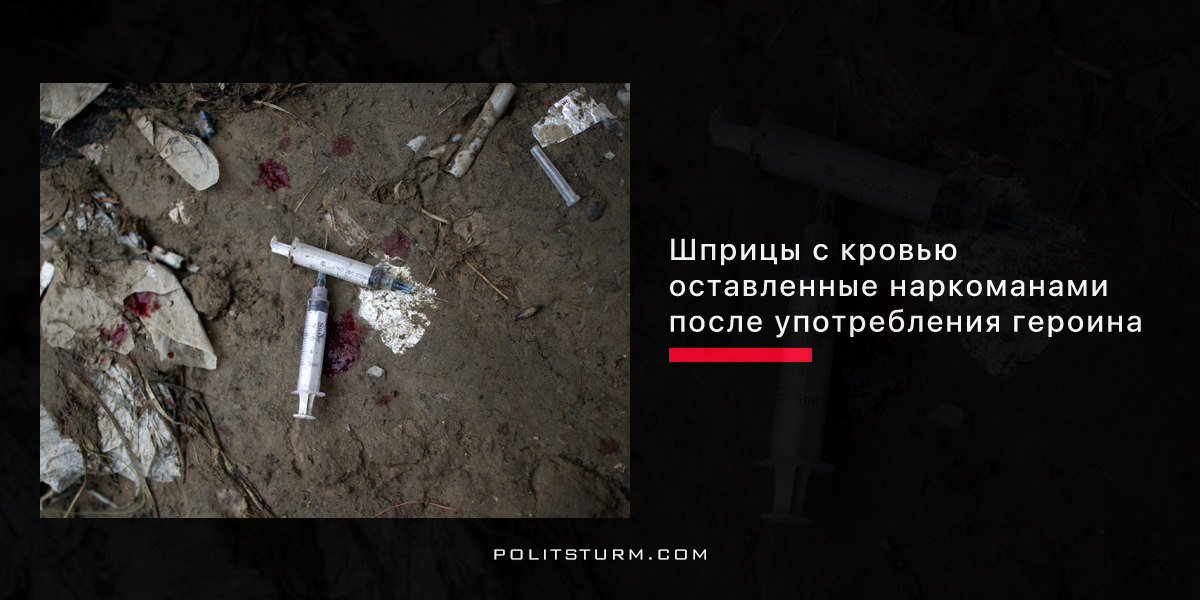 Шприцы с кровью
оставленные наркоманами
после употребления героина
POLITSTURM.COM